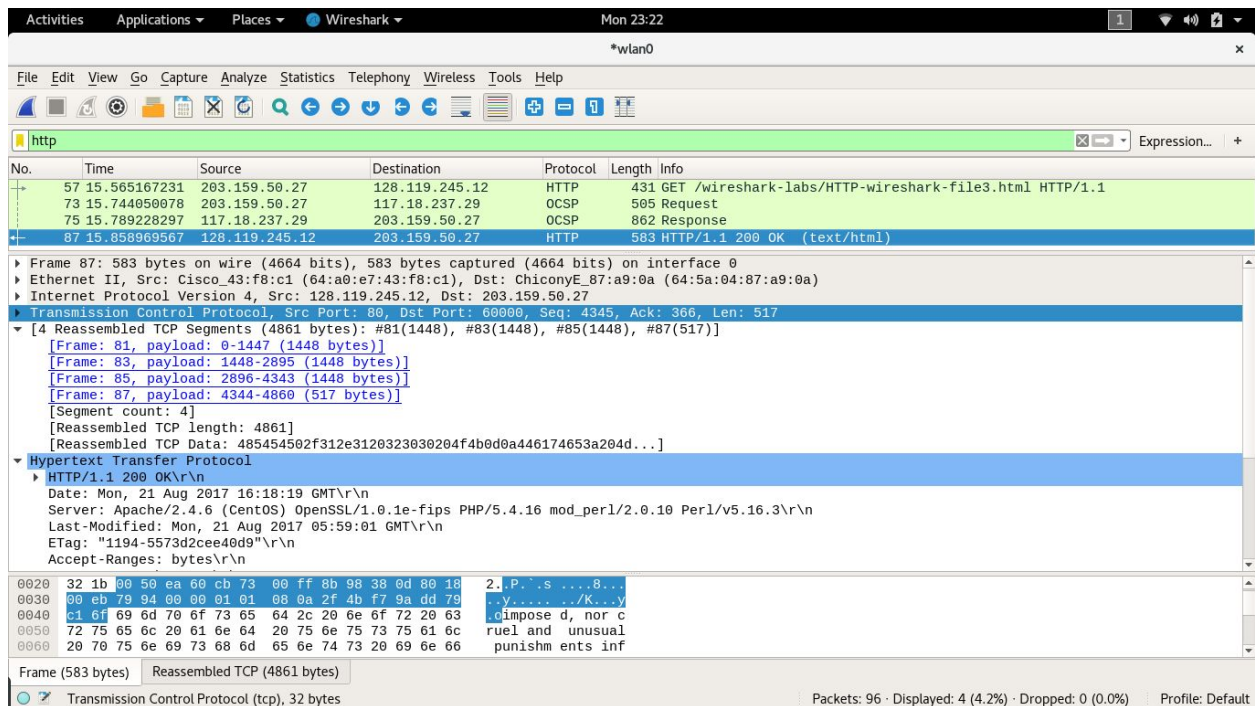 Activities Applications Places Wireshark Mon 23:22 1
*wlan0 ×
File Edit View Go Capture Analyze Statistics Telephony Wireless Tools Help
http Expression... +
No. Time Source Destination Protocol Length Info
57 15.565167231 203.159.50.27 128.119.245.12 HTTP 431 GET /wireshark-labs/HTTP-wireshark-file3.html HTTP/1.1
73 15.744050078 203.159.50.27 117.18.237.29 OCSP 505 Request
75 15.789228297 117.18.237.29 203.159.50.27 OCSP 862 Response
87 15.858969567 128.119.245.12 203.159.50.27 HTTP 583 HTTP/1.1 200 OK (text/html)
Frame 87: 583 bytes on wire (4664 bits), 583 bytes captured (4664 bits) on interface 0
Ethernet II, Src: Cisco_43:f8:c1 (64:a0:e7:43:f8:c1), Dst: ChiconyE_87:a9:0a (64:5a:04:87:a9:0a)
Internet Protocol Version 4, Src: 128.119.245.12, Dst: 203.159.50.27
Transmission Control Protocol, Src Port: 80, Dst Port: 60000, Seq: 4345, Ack: 366, Len: 517
[4 Reassembled TCP Segments (4861 bytes): #81(1448), #83(1448), #85(1448), #87(517)]
[Frame: 81, payload: 0-1447 (1448 bytes)]
[Frame: 83, payload: 1448-2895 (1448 bytes)]
[Frame: 85, payload: 2896-4343 (1448 bytes)]
[Frame: 87, payload: 4344-4860 (517 bytes)]
[Segment count: 4]
[Reassembled TCP length: 4861]
[Reassembled TCP Data: 485454502f312e3120323030204f4b0d0a446174653a204d...]
Hypertext Transfer Protocol
HTTP/1.1 200 OK\r\n
Date: Mon, 21 Aug 2017 16:18:19 GMT\r\n
Server: Apache/2.4.6 (CentOS) OpenSSL/1.0.1e-fips PHP/5.4.16 mod_perl/2.0.10 Perl/v5.16.3\r\n
Last-Modified: Mon, 21 Aug 2017 05:59:01 GMT\r\n
ETag: "1194-5573d2cee40d9"\r\n
Accept-Ranges: bytes\r\n
0020 32 1b 00 50 ea 60 cb 73 00 ff 8b 98 38 0d 80 18 2..P.`.s ....8...
0030 00 eb 79 94 00 00 01 01 08 0a 2f 4b f7 9a dd 79 ..y..... ../K...y
0040 c1 6f 69 6d 70 6f 73 65 64 2c 20 6e 6f 72 20 63 .oimpose d, nor c
0050 72 75 65 6c 20 61 6e 64 20 75 6e 75 73 75 61 6c ruel and unusual
0060 20 70 75 6e 69 73 68 6d 65 6e 74 73 20 69 6e 66 punishm ents inf
Frame (583 bytes) Reassembled TCP (4861 bytes)
Transmission Control Protocol (tcp), 32 bytes Packets: 96 · Displayed: 4 (4.2%) · Dropped: 0 (0.0%) Profile: Default